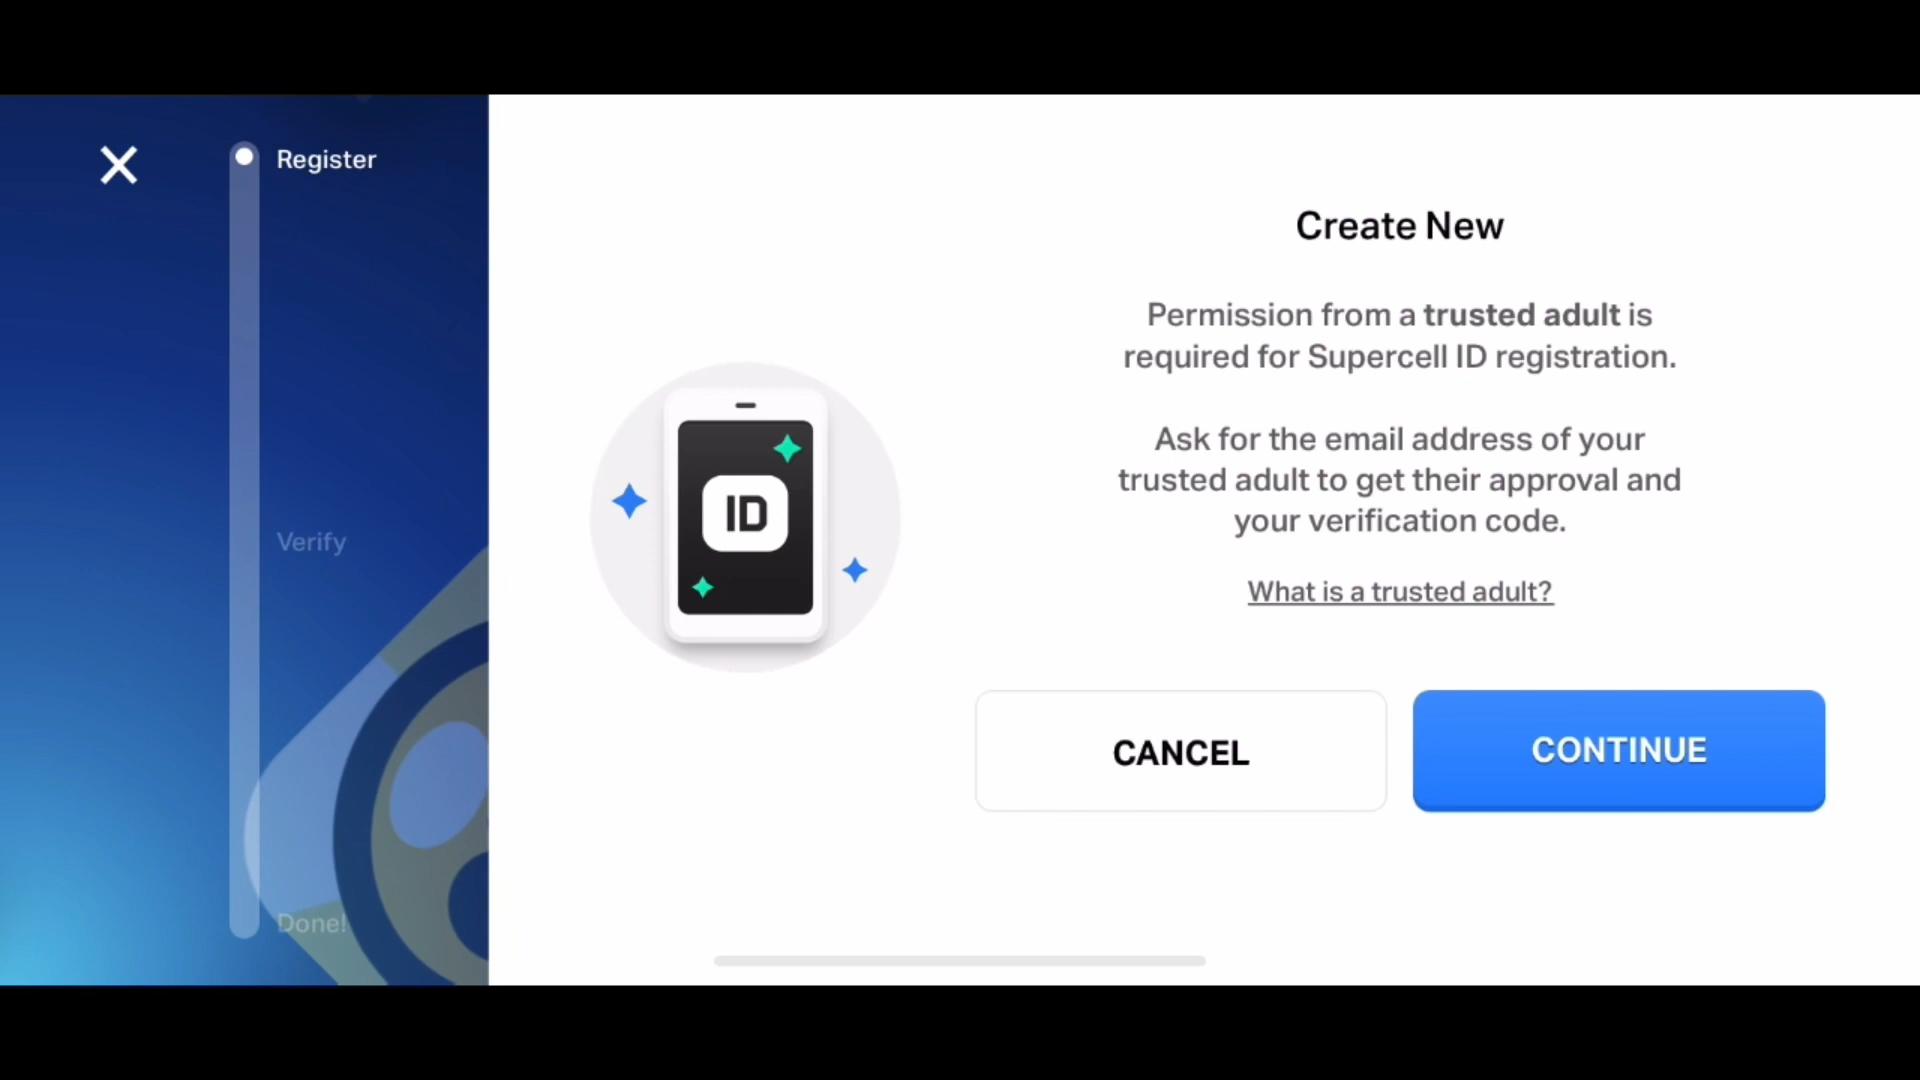 Register
Verify
Done!
ID
Create New
Permission from a trusted adult is
required for Supercell ID registration.
Ask for the email address of your
trusted adult to get their approval and
your verification code.
What is a trusted adult?
CANCEL
CONTINUE